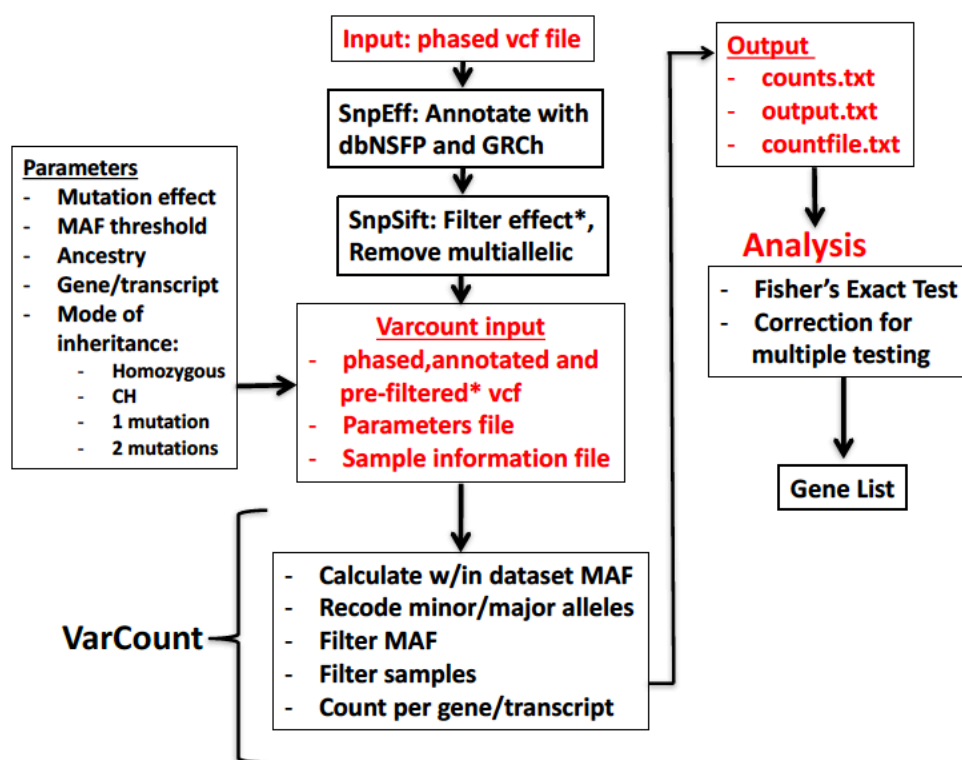 Input: phased vcf file
SnpEff: Annotate with
dbNSFP and GRCh
SnpSift: Filter effect*,
Remove multiallelic
Parameters
- Mutation effect
- MAF threshold
- Ancestry
- Gene/transcript
- Mode of
inheritance:
- Homozygous
- CH
- 1 mutation
- 2 mutations
Varcount input
- phased,annotated and
pre-filtered* vcf
- Parameters file
- Sample information file
VarCount
- Calculate w/in dataset MAF
- Recode minor/major alleles
- Filter MAF
- Filter samples
- Count per gene/transcript
Output
- counts.txt
- output.txt
- countfile.txt
Analysis
- Fisher's Exact Test
- Correction for
multiple testing
Gene List